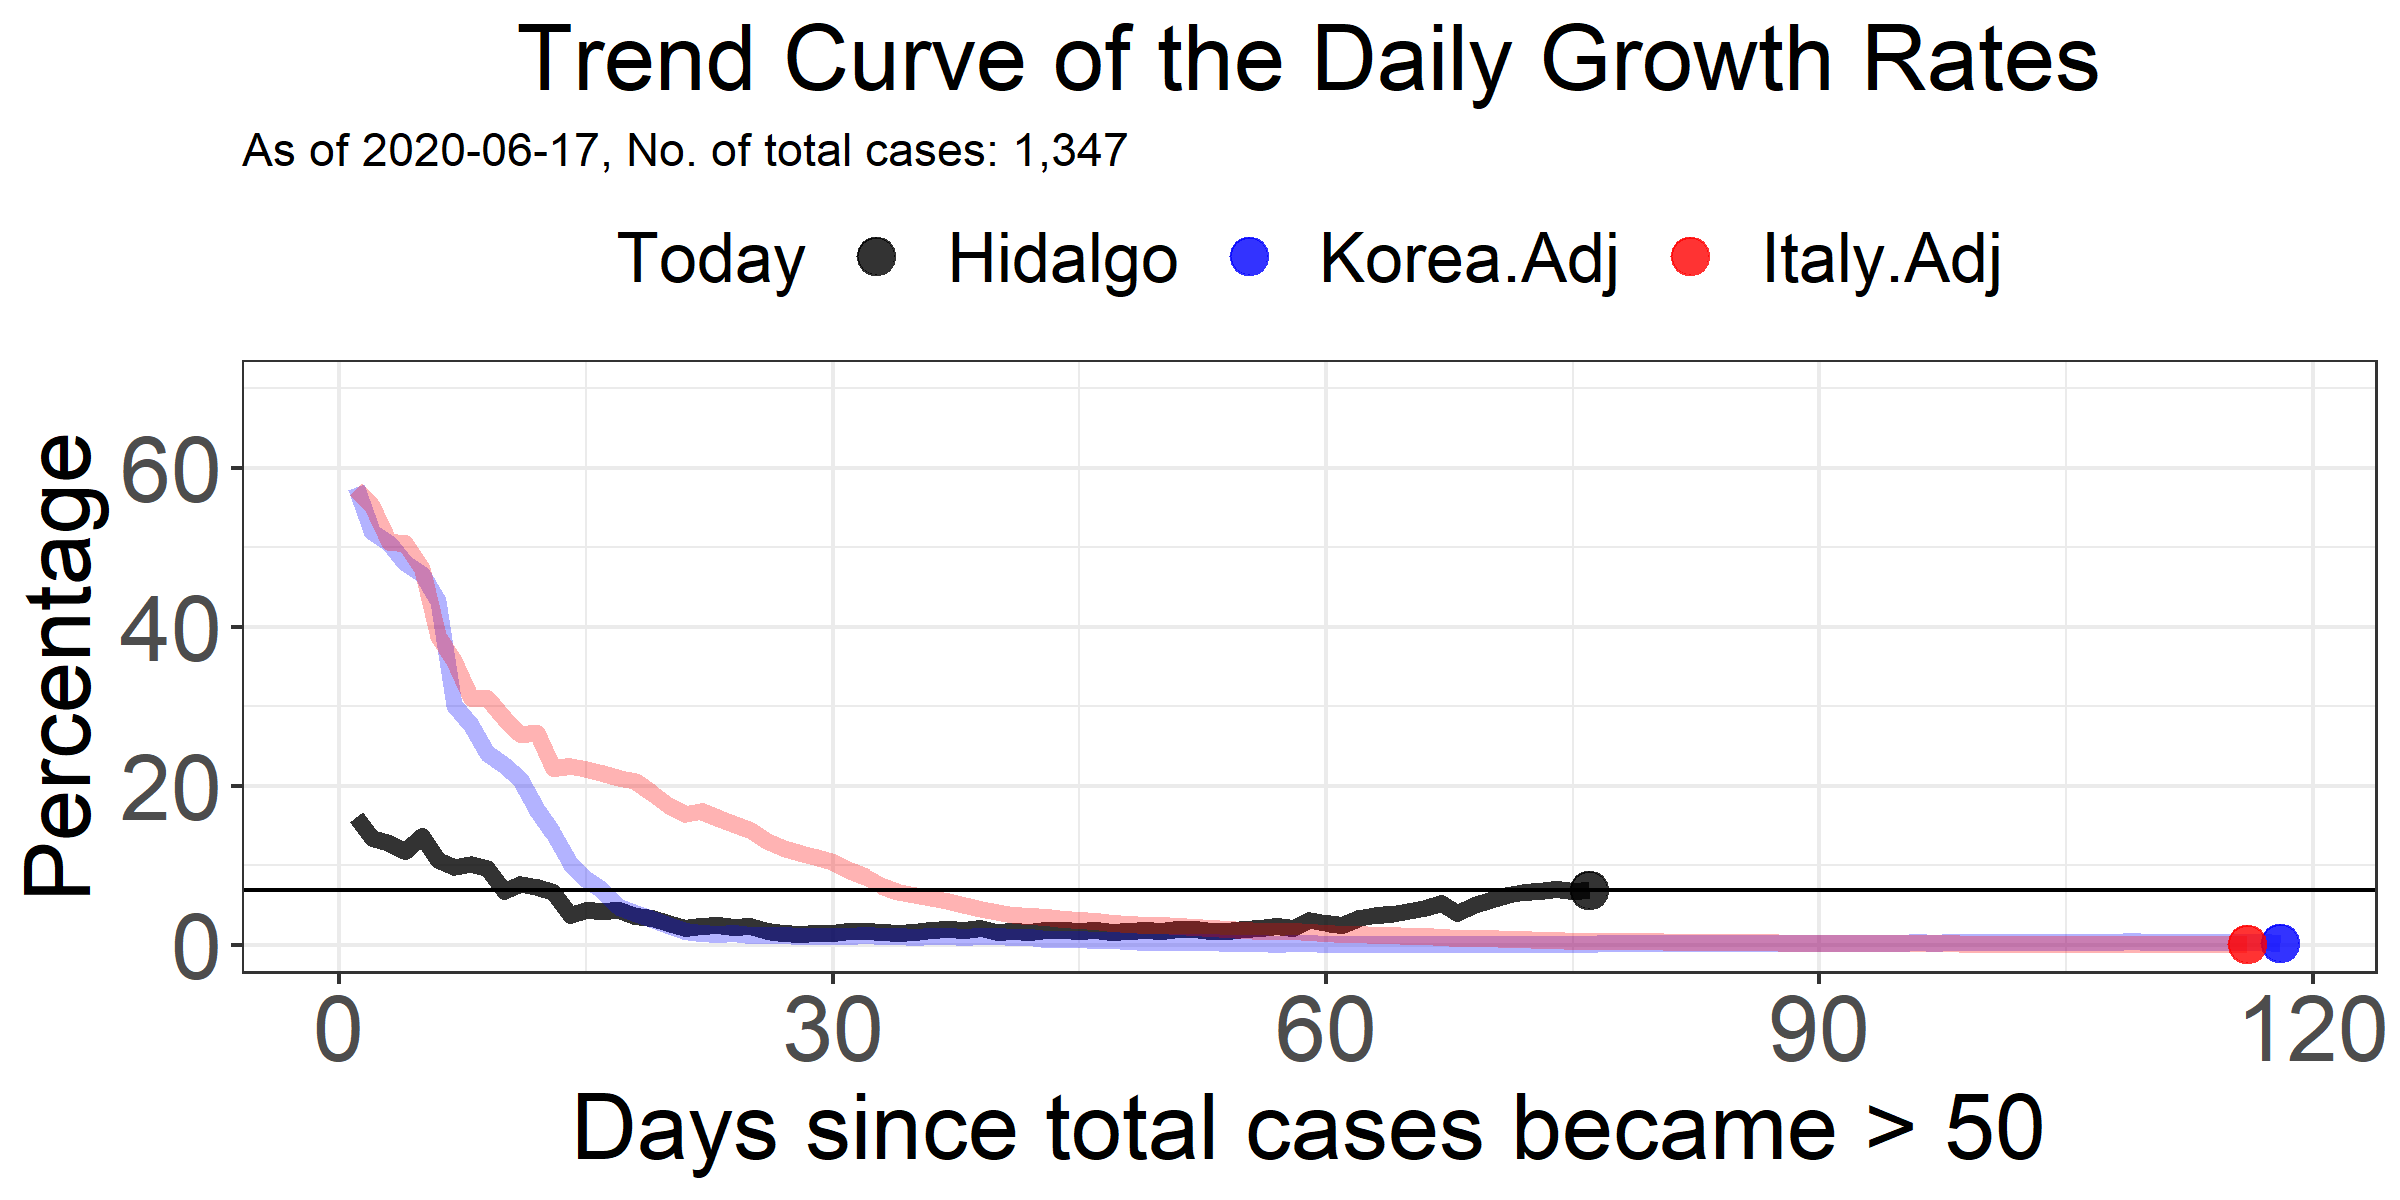 Trend Curve of the Daily Growth Rates
As of 2020-06-17, No. of total cases: 1,347
Today Hidalgo Korea.Adj Italy.Adj
Percentage
60
40
20
0
0 30 60 90 120
Days since total cases became > 50